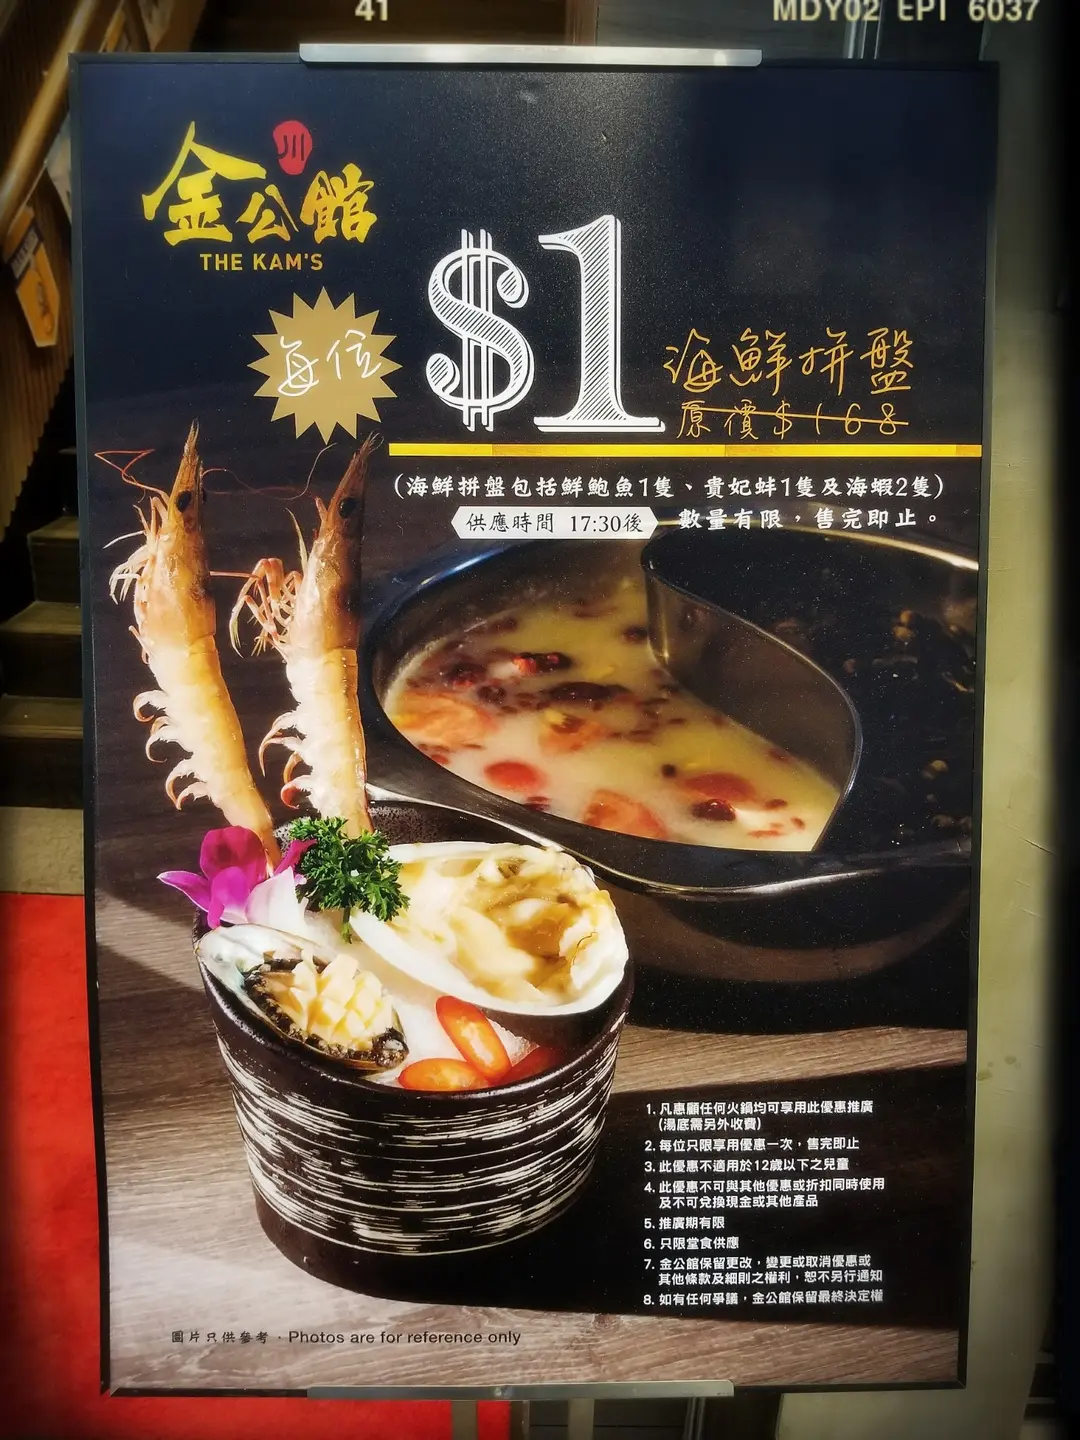 41
MDY02 EPI 6037
川
金公館
THE KAM'S
每位
$1
海鮮拼盤
原價$168
(海鮮拼盤包括鮮鮑魚1隻、貴妃蚌1隻及海蝦2隻)
供應時間 17:30後
數量有限，售完即止。
1. 凡惠顧任何火鍋均可享用此優惠推廣
(湯底需另外收費)
2. 每位只限享用優惠一次，售完即止
3. 此優惠不適用於12歲以下之兒童
4. 此優惠不可與其他優惠或折扣同時使用
及不可兌換現金或其他產品
5. 推廣期有限
6. 只限堂食供應
7. 金公館保留更改，變更或取消優惠或
其他條款及細則之權利，恕不另行通知
8. 如有任何爭議，金公館保留最終決定權
圖片只供參考．Photos are for reference only